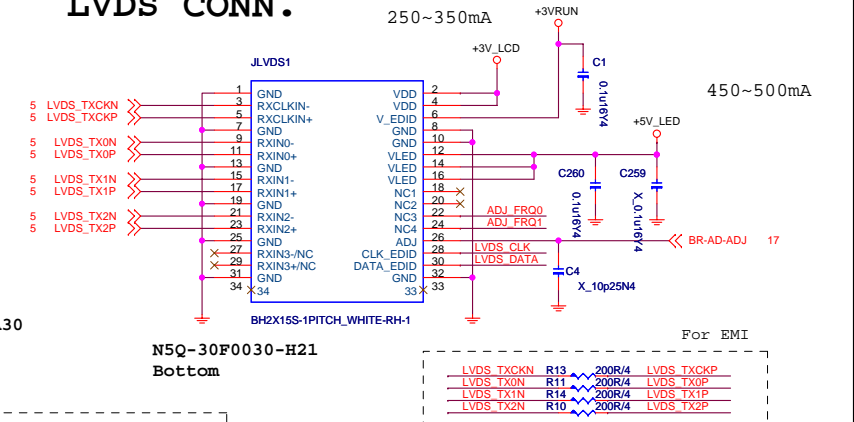 LVDS CONN.
250~350mA
+3VRUN
+3V_LCD
C1
0.1u16Y4
450~500mA
+5V_LED
JLVDS1
1 GND VDD 2
5 LVDS_TXCKN 3 RXCLKIN- VDD 4
5 LVDS_TXCKP 5 RXCLKIN+ V_EDID 6
7 GND GND 8
5 LVDS_TX0N 9 RXIN0- GND 10
5 LVDS_TX0P 11 RXIN0+ VLED 12
13 GND VLED 14
5 LVDS_TX1N 15 RXIN1- VLED 16
5 LVDS_TX1P 17 RXIN1+ NC1 18
19 GND NC2 20
5 LVDS_TX2N 21 RXIN2- NC3 22 ADJ_FRQ0
5 LVDS_TX2P 23 RXIN2+ NC4 24 ADJ_FRQ1
25 GND ADJ 26 BR-AD-ADJ 17
27 RXIN3-/NC CLK_EDID 28 LVDS_CLK
29 RXIN3+/NC DATA_EDID 30 LVDS_DATA
31 GND GND 32
34 34 33 33
C260
0.1u16Y4
C259
X_0.1u16Y4
C4
X_10p25N4
BH2X15S-1PITCH_WHITE-RH-1
30
N5Q-30F0030-H21
Bottom
For EMI
LVDS_TXCKN R13 200R/4 LVDS_TXCKP
LVDS_TX0N R11 200R/4 LVDS_TX0P
LVDS_TX1N R14 200R/4 LVDS_TX1P
LVDS_TX2N R10 200R/4 LVDS_TX2P